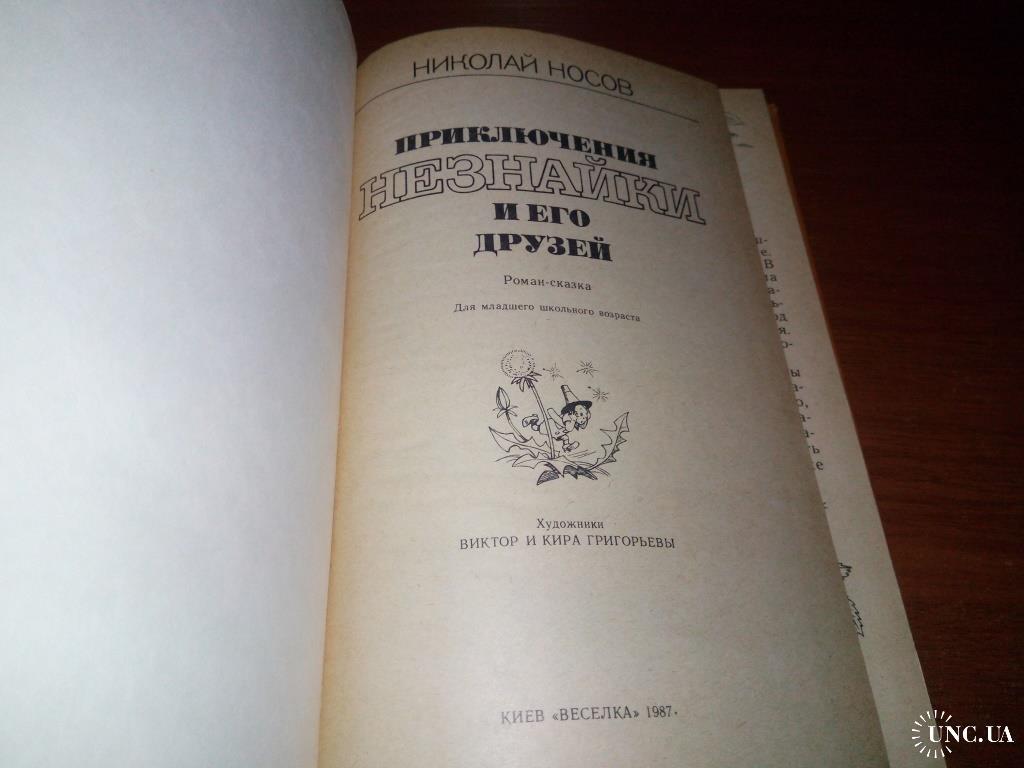 НИКОЛАЙ НОСОВ
ПРИКЛЮЧЕНИЯ
НЕЗНАЙКИ
И ЕГО
ДРУЗЕЙ
Роман-сказка
Для младшего школьного возраста
Художники
ВИКТОР И КИРА ГРИГОРЬЕВЫ
КИЕВ «ВЕСЕЛКА» 1987.
UNC.UA